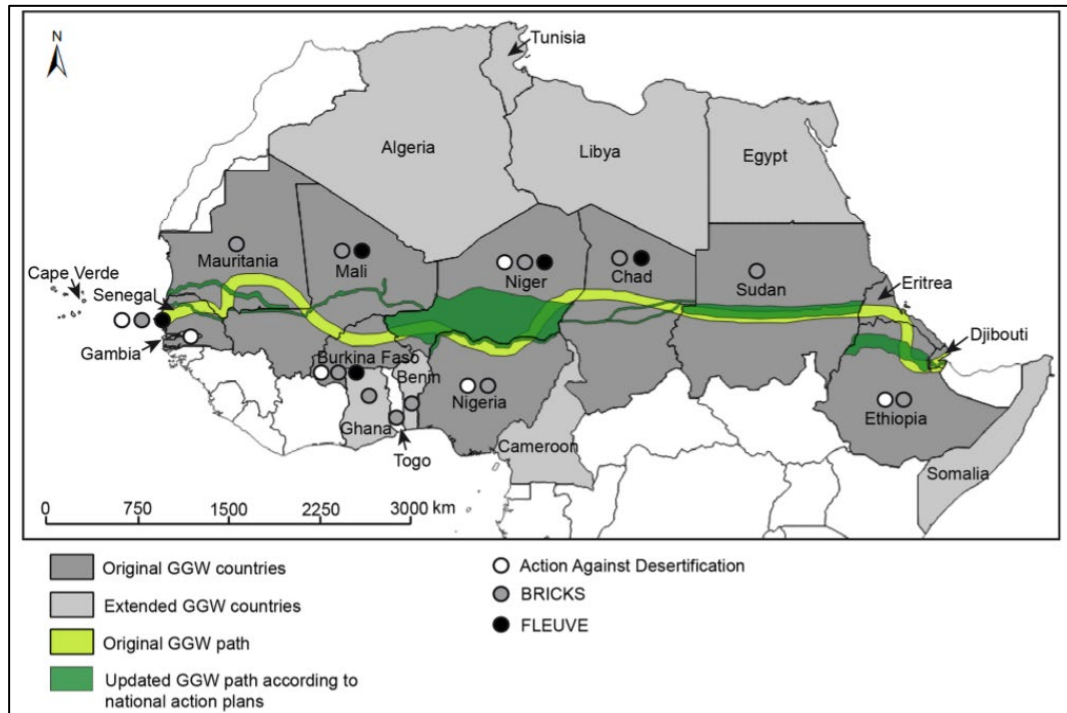 N
Tunisia
Algeria
Libya
Egypt
Mauritania
Mali
Niger
Chad
Sudan
Cape Verde
Senegal
Eritrea
Gambia
Djibouti
Burkina Faso
Benin
Nigeria
Ethiopia
Ghana
Togo
Cameroon
Somalia
0 750 1500 2250 3000 km
Original GGW countries
Extended GGW countries
Original GGW path
Updated GGW path according to
national action plans
Action Against Desertification
BRICKS
FLEUVE